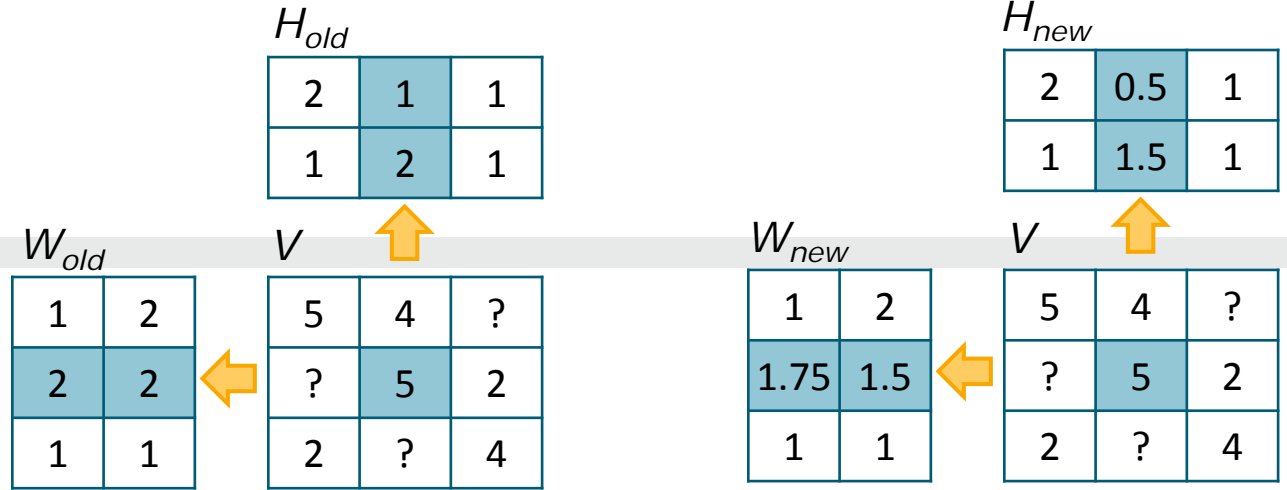 H_old
2 1 1
1 2 1
W_old
V
1 2
2 2
1 1
5 4 ?
? 5 2
2 ? 4
H_new
2 0.5 1
1 1.5 1
W_new
V
1 2
1.75 1.5
1 1
5 4 ?
? 5 2
2 ? 4